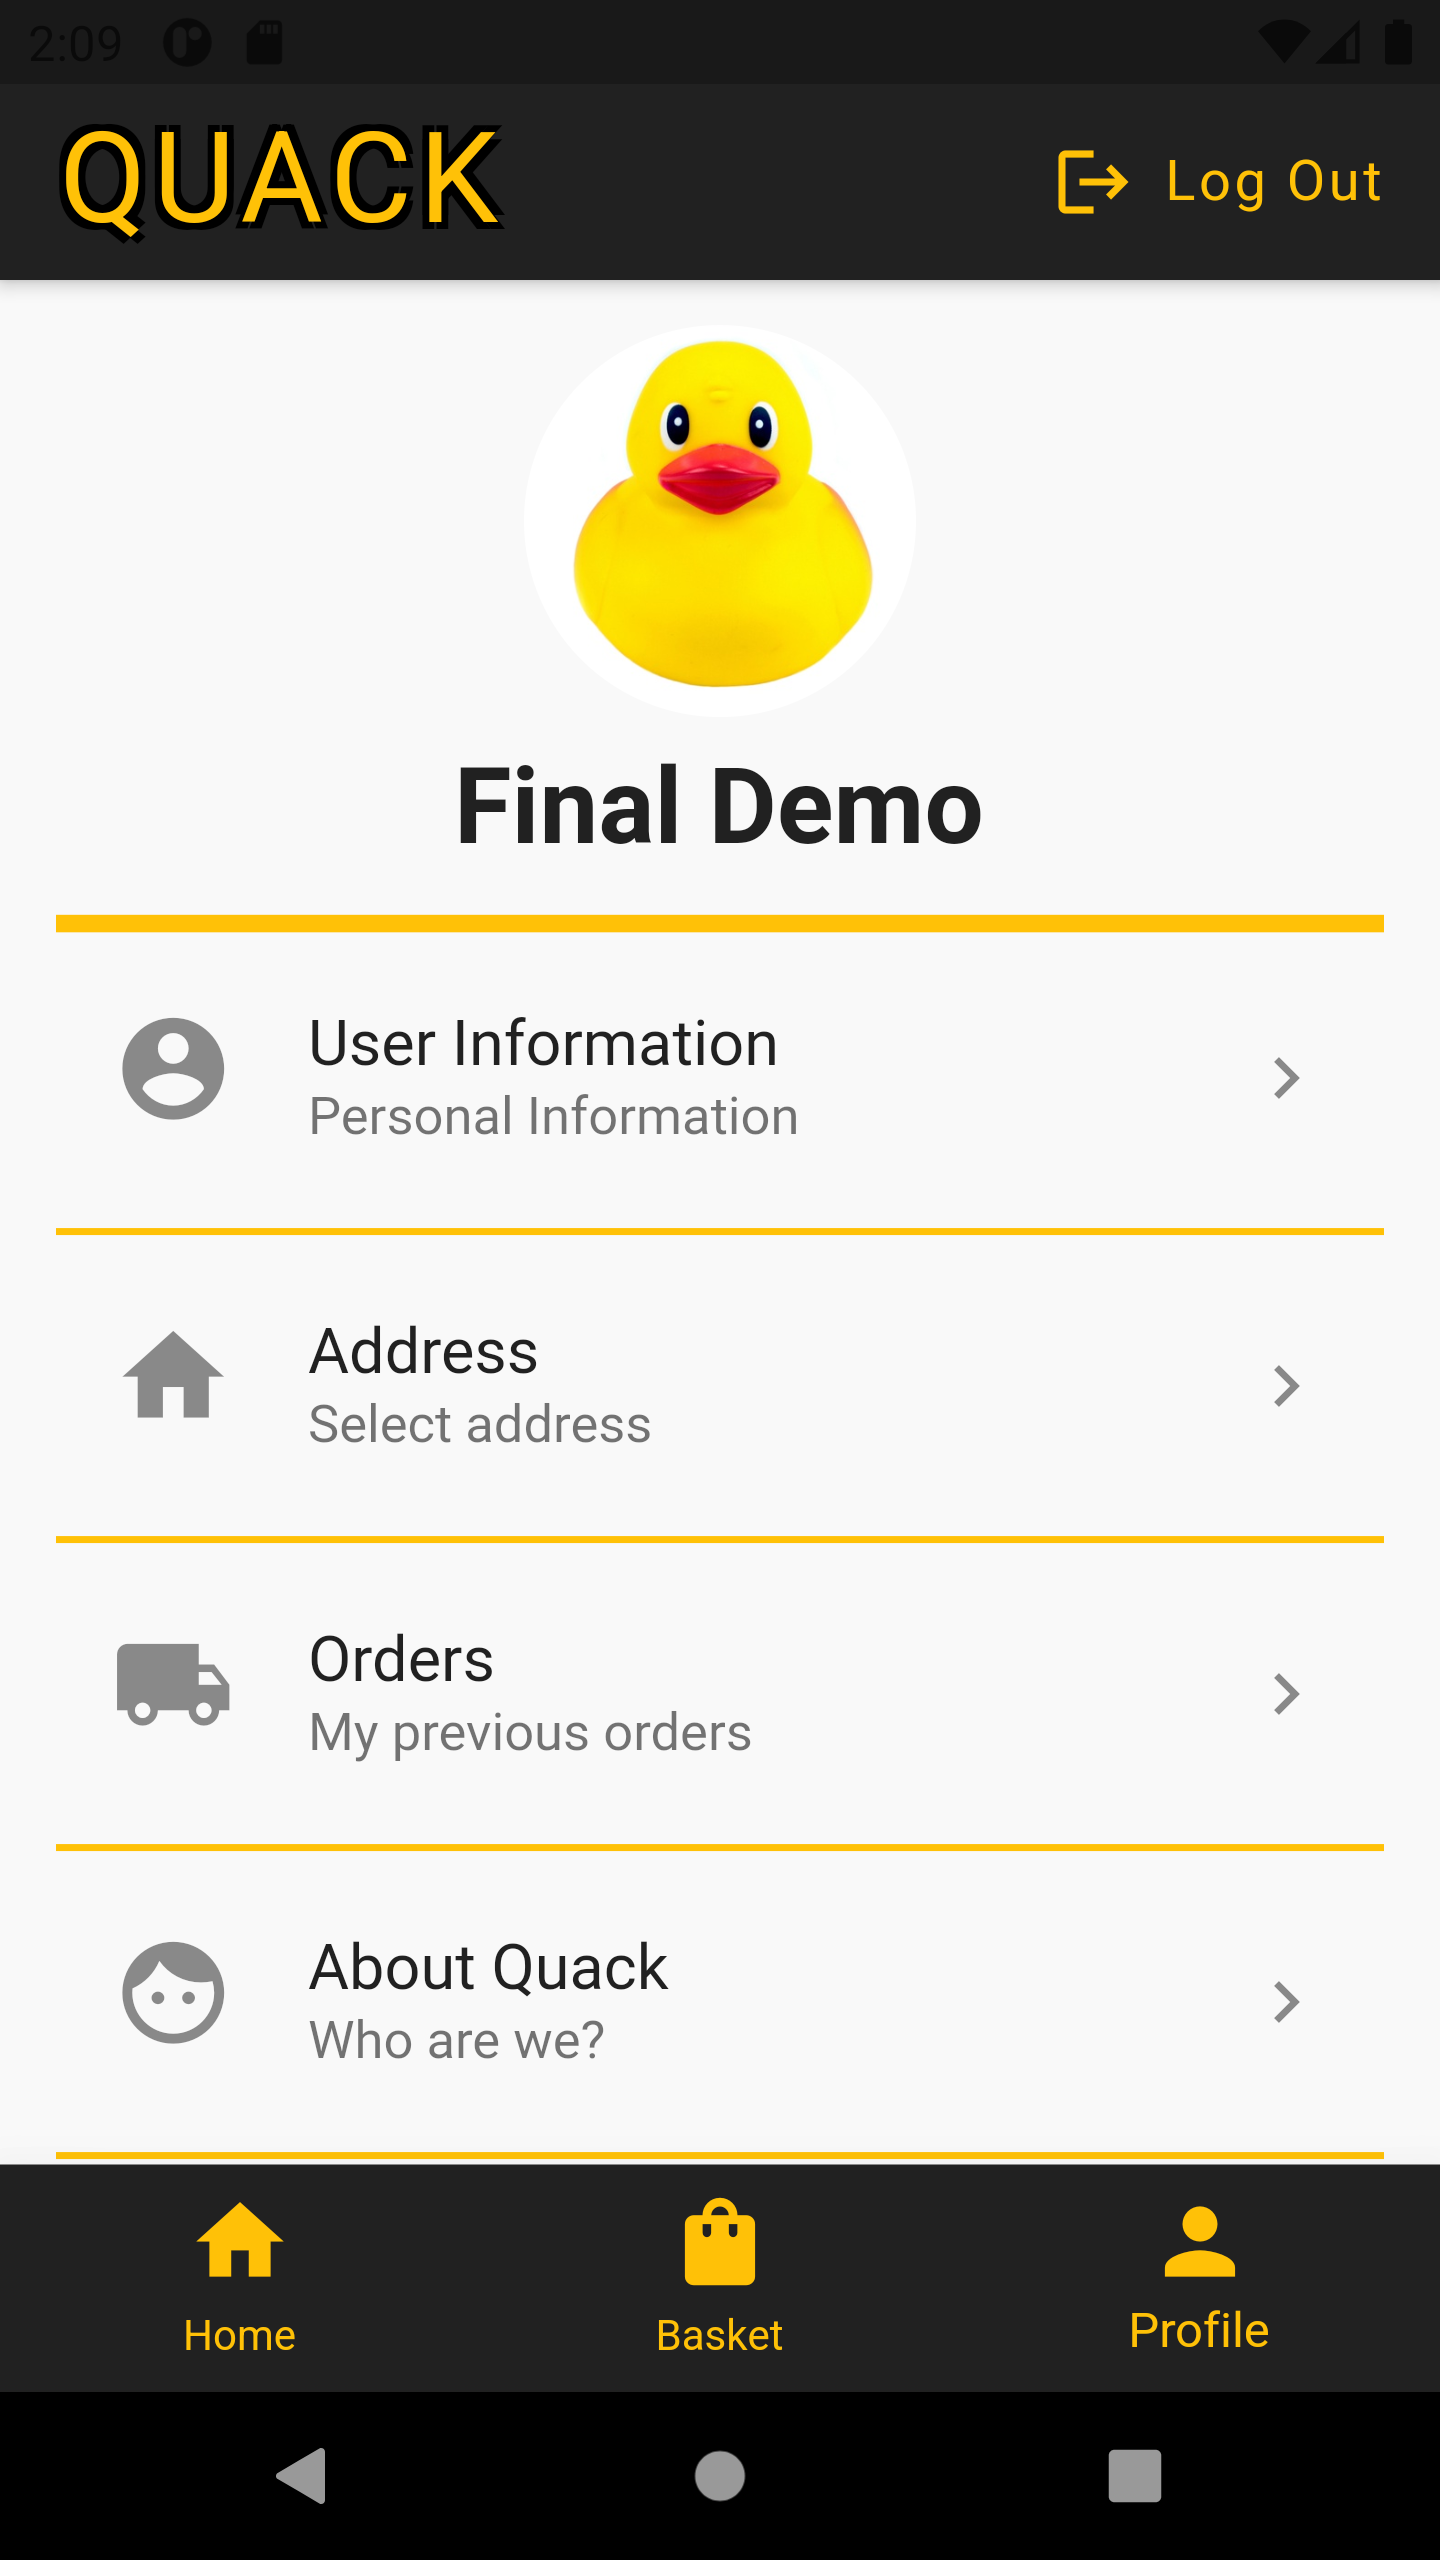 2:09
QUACK
Log Out
Final Demo
User Information
Personal Information
Address
Select address
Orders
My previous orders
About Quack
Who are we?
Home
Basket
Profile